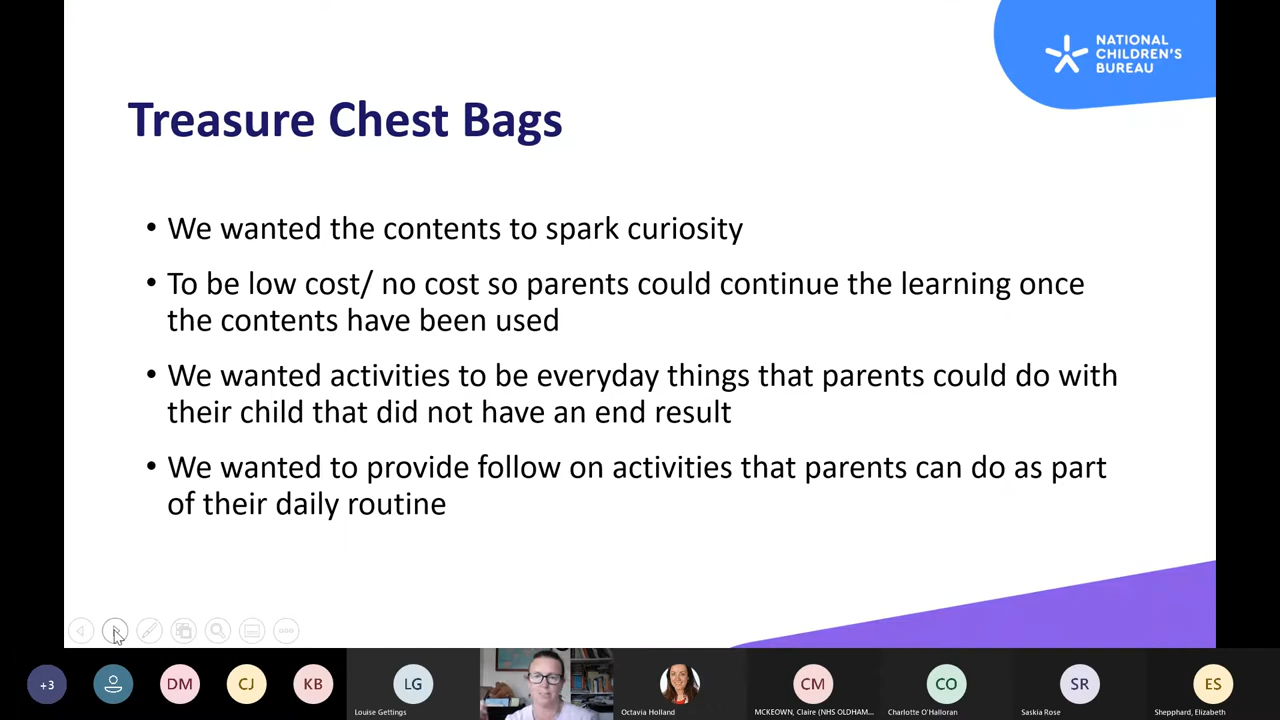 NATIONAL
CHILDREN'S
BUREAU
Treasure Chest Bags
• We wanted the contents to spark curiosity
• To be low cost/ no cost so parents could continue the learning once
the contents have been used
• We wanted activities to be everyday things that parents could do with
their child that did not have an end result
• We wanted to provide follow on activities that parents can do as part
of their daily routine
+3
DM
CJ
KB
LG
CM
CO
SR
ES
Louise Gettings
Octavia Holland
MCKEOWN, Claire (NHS OLDHAM...
Charlotte O'Halloran
Saskia Rose
Shepphard, Elizabeth